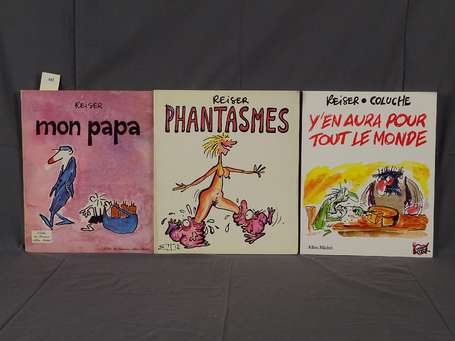 REISER
mon papa
REISER
PHANTASMES
REISER • COLUCHE
Y'EN AURA POUR
TOUT LE MONDE
Albin Michel